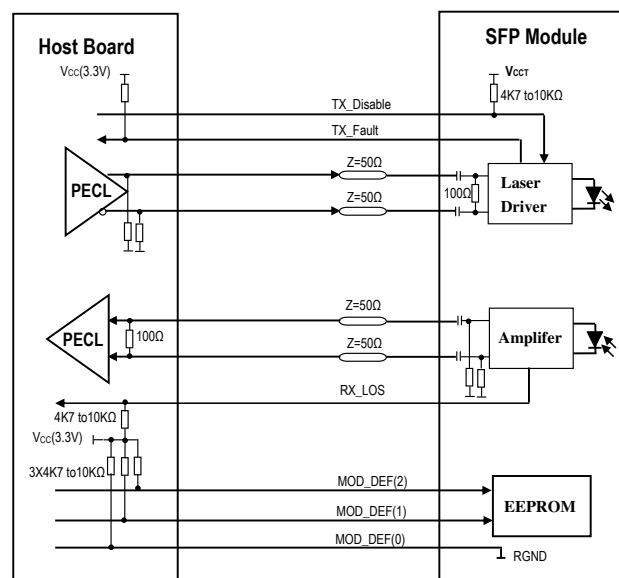 Host Board
SFP Module
VCC(3.3V)
VCCT
4K7 to10KΩ
TX_Disable
TX_Fault
Z=50Ω
PECL
100Ω
Laser
Driver
Z=50Ω
Z=50Ω
PECL
100Ω
Amplifer
Z=50Ω
RX_LOS
4K7 to10KΩ
VCC(3.3V)
3X4K7 to10KΩ
MOD_DEF(2)
EEPROM
MOD_DEF(1)
MOD_DEF(0)
RGND